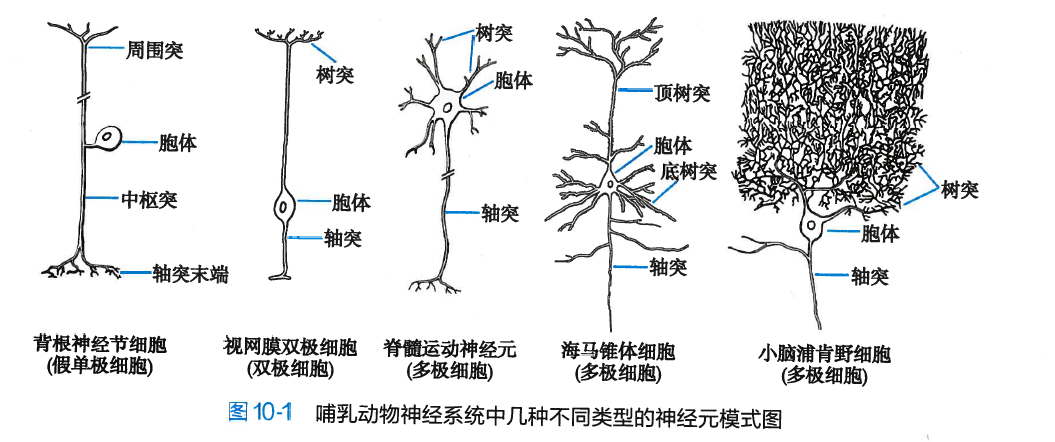 周围突
胞体
中枢突
轴突末端
背根神经节细胞
(假单极细胞)
树突
胞体
轴突
视网膜双极细胞
(双极细胞)
树突
胞体
轴突
脊髓运动神经元
(多极细胞)
顶树突
胞体
底树突
轴突
海马锥体细胞
(多极细胞)
树突
胞体
轴突
小脑浦肯野细胞
(多极细胞)
图10-1 哺乳动物神经系统中几种不同类型的神经元模式图